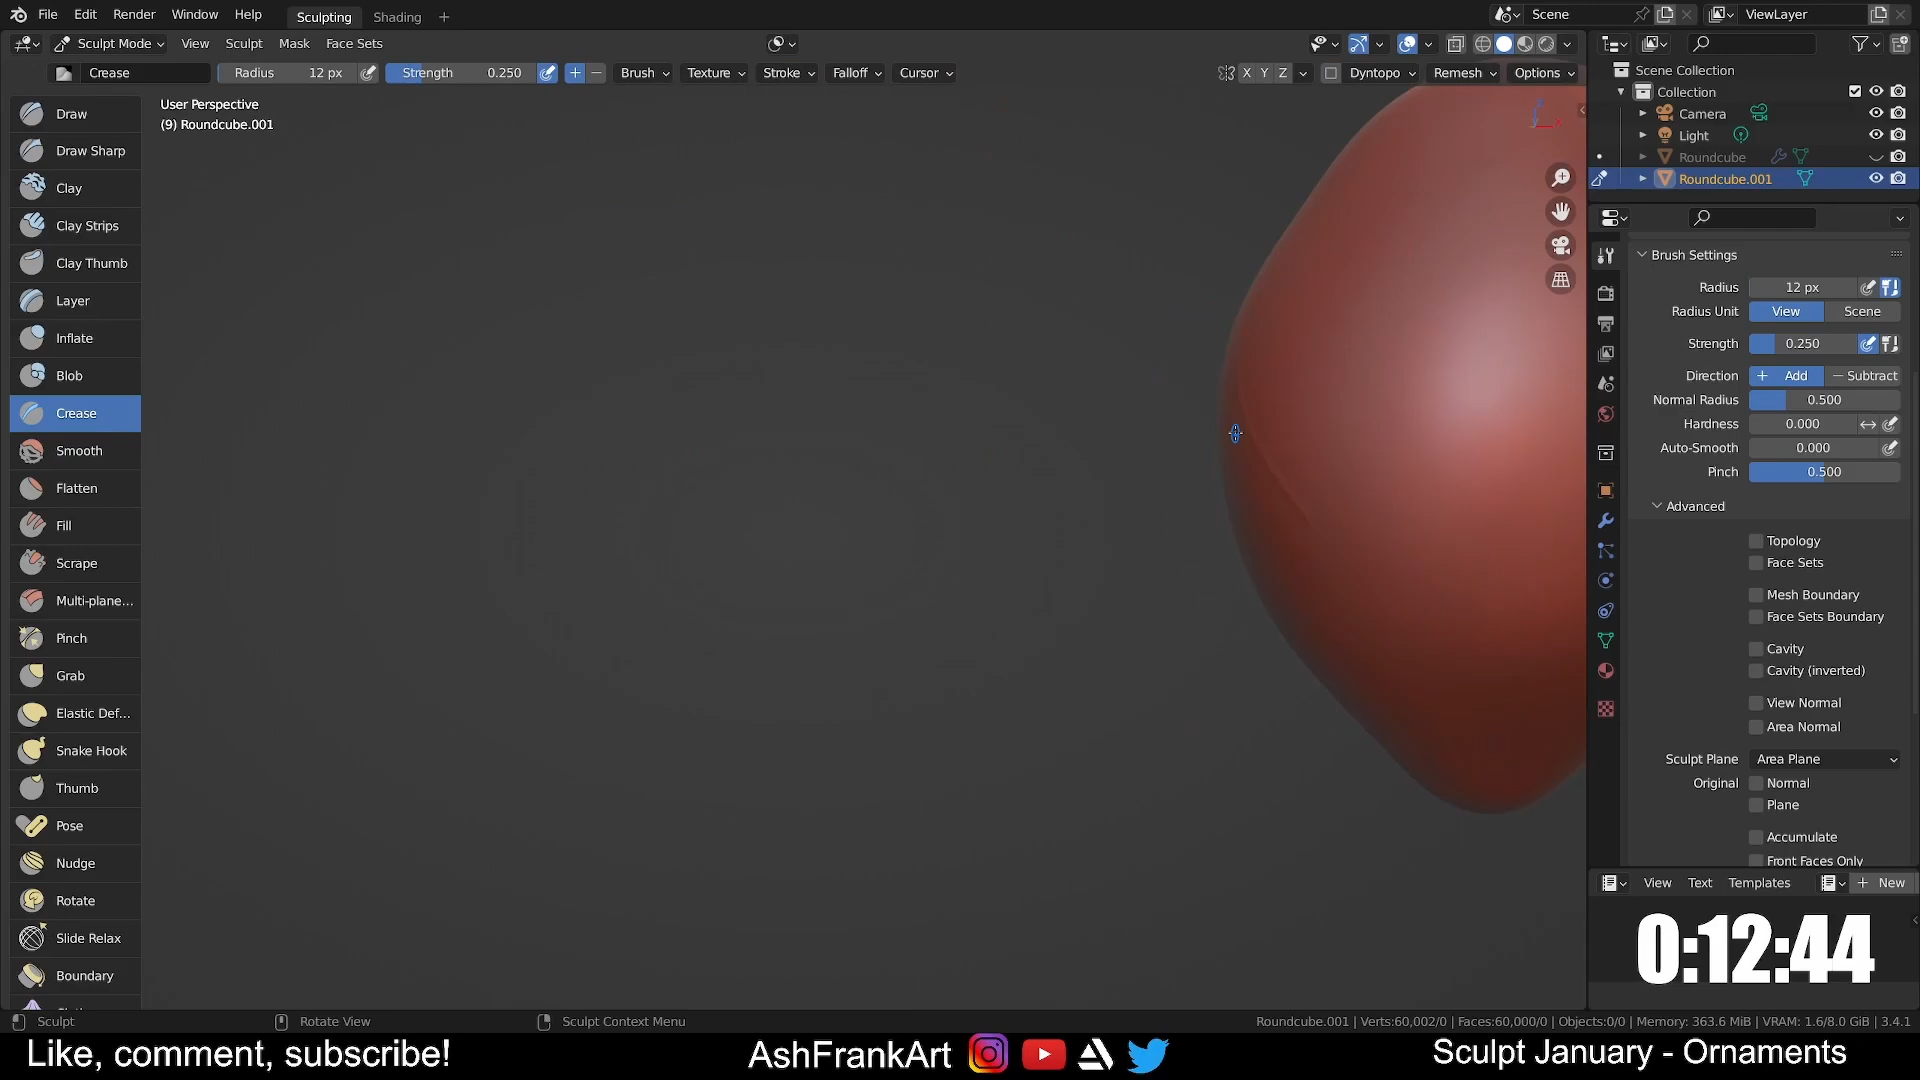 File Edit Render Window Help Sculpting Shading + Scene ViewLayer
Sculpt Mode View Sculpt Mask Face Sets
Crease Radius 12 px Strength 0.250 Brush Texture Stroke Falloff Cursor X Y Z Dyntopo Remesh Options
User Perspective
(9) Roundcube.001
Draw
Draw Sharp
Clay
Clay Strips
Clay Thumb
Layer
Inflate
Blob
Crease
Smooth
Flatten
Fill
Scrape
Multi-plane...
Pinch
Grab
Elastic Def...
Snake Hook
Thumb
Pose
Nudge
Rotate
Slide Relax
Boundary
Scene Collection
Collection
Camera
Light
Roundcube
Roundcube.001
Brush Settings
Radius 12 px
Radius Unit View Scene
Strength 0.250
Direction + Add − Subtract
Normal Radius 0.500
Hardness 0.000
Auto-Smooth 0.000
Pinch 0.500
Advanced
Topology
Face Sets
Mesh Boundary
Face Sets Boundary
Cavity
Cavity (inverted)
View Normal
Area Normal
Sculpt Plane Area Plane
Original Normal
Plane
Accumulate
Front Faces Only
View Text Templates + New
0:12:44
Sculpt Rotate View Sculpt Context Menu Roundcube.001 | Verts:60,002/0 | Faces:60,000/0 | Objects:0/0 | Memory: 363.6 MiB | VRAM: 1.6/8.0 GiB | 3.4.1
Like, comment, subscribe! AshFrankArt Sculpt January - Ornaments